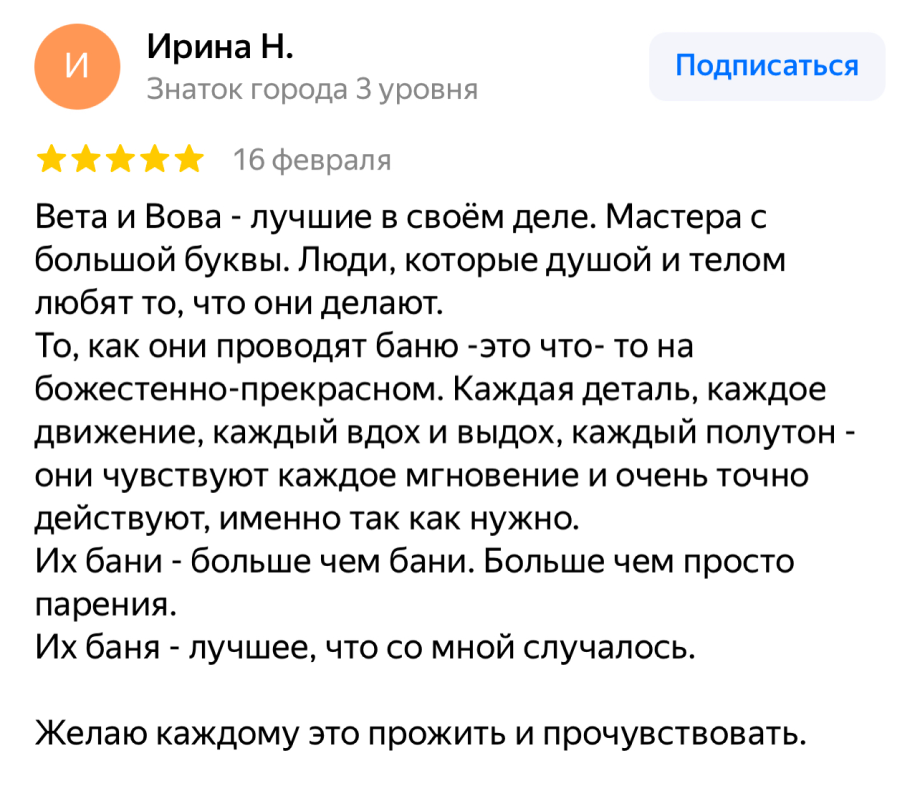 И
Ирина Н.
Знаток города 3 уровня
Подписаться
16 февраля
Вета и Вова - лучшие в своём деле. Мастера с
большой буквы. Люди, которые душой и телом
любят то, что они делают.
То, как они проводят баню -это что- то на
божестенно-прекрасном. Каждая деталь, каждое
движение, каждый вдох и выдох, каждый полутон -
они чувствуют каждое мгновение и очень точно
действуют, именно так как нужно.
Их бани - больше чем бани. Больше чем просто
парения.
Их баня - лучшее, что со мной случалось.
Желаю каждому это прожить и прочувствовать.